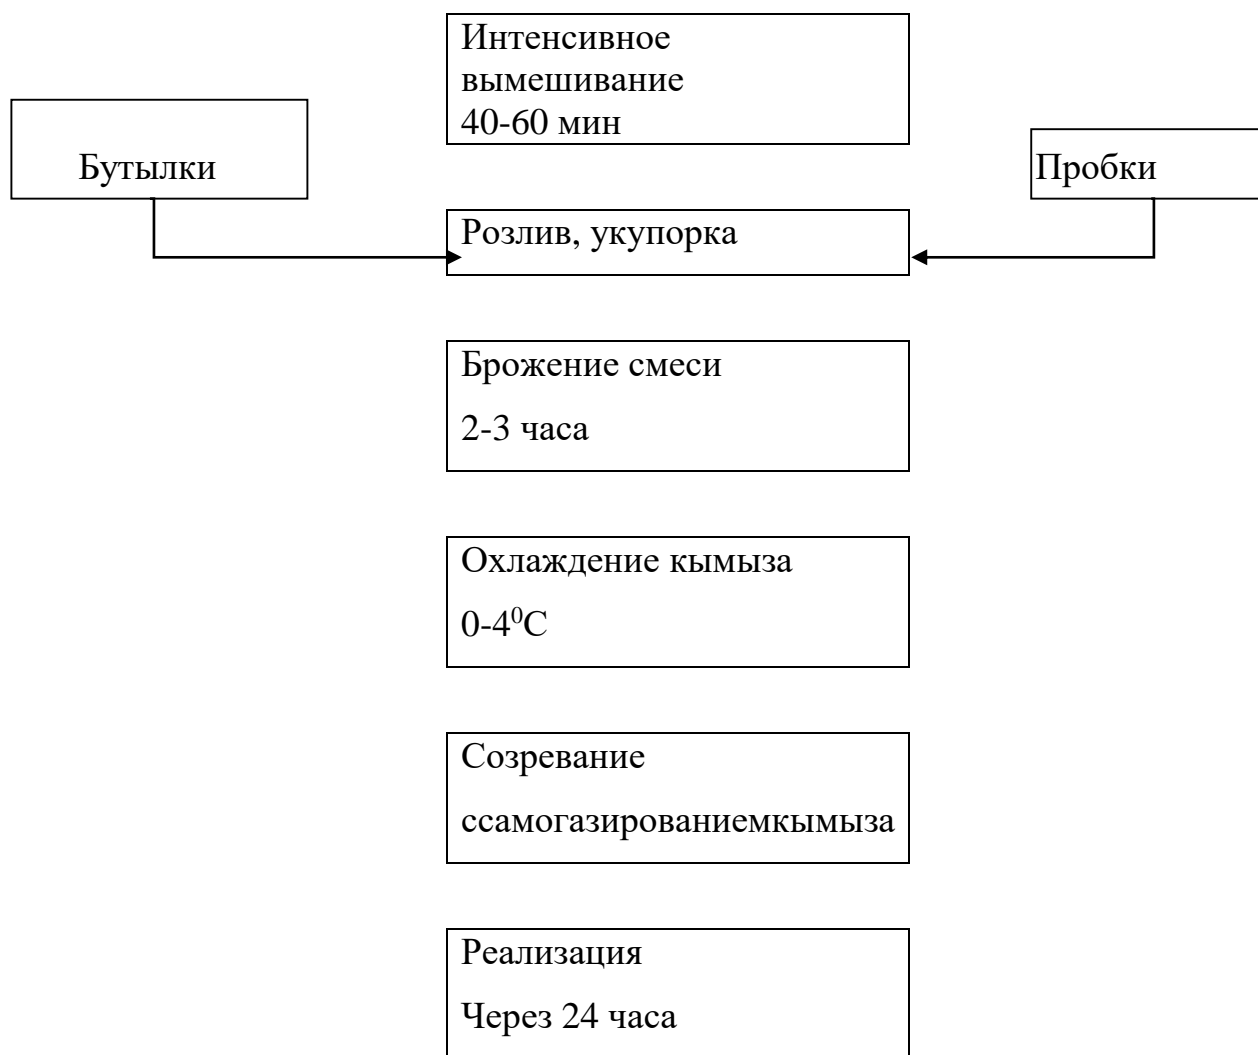 Интенсивное
вымешивание
40-60 мин
Бутылки
Пробки
Розлив, укупорка
Брожение смеси
2-3 часа
Охлаждение кымыза
0-4⁰С
Созревание
ссамогазированиемкымыза
Реализация
Через 24 часа